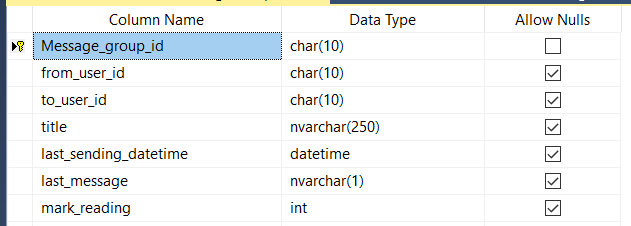 Column Name Data Type Allow Nulls
Message_group_id char(10)
from_user_id char(10)
to_user_id char(10)
title nvarchar(250)
last_sending_datetime datetime
last_message nvarchar(1)
mark_reading int